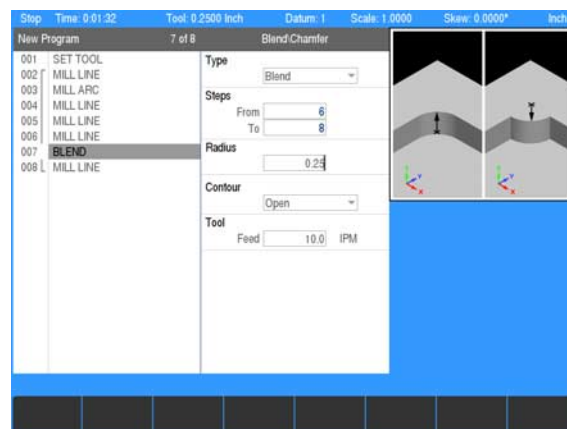 Stop Time: 0:01:32 Tool: 0.2500 Inch Datum: 1 Scale: 1.0000 Skew: 0.0000° Inch
New Program 7 of 8 Blend\Chamfer
001 SET TOOL
002 MILL LINE
003 MILL ARC
004 MILL LINE
005 MILL LINE
006 MILL LINE
007 BLEND
008 MILL LINE
Type
Blend
Steps
From 6
To 8
Radius
0.25
Contour
Open
Tool
Feed 10.0 IPM